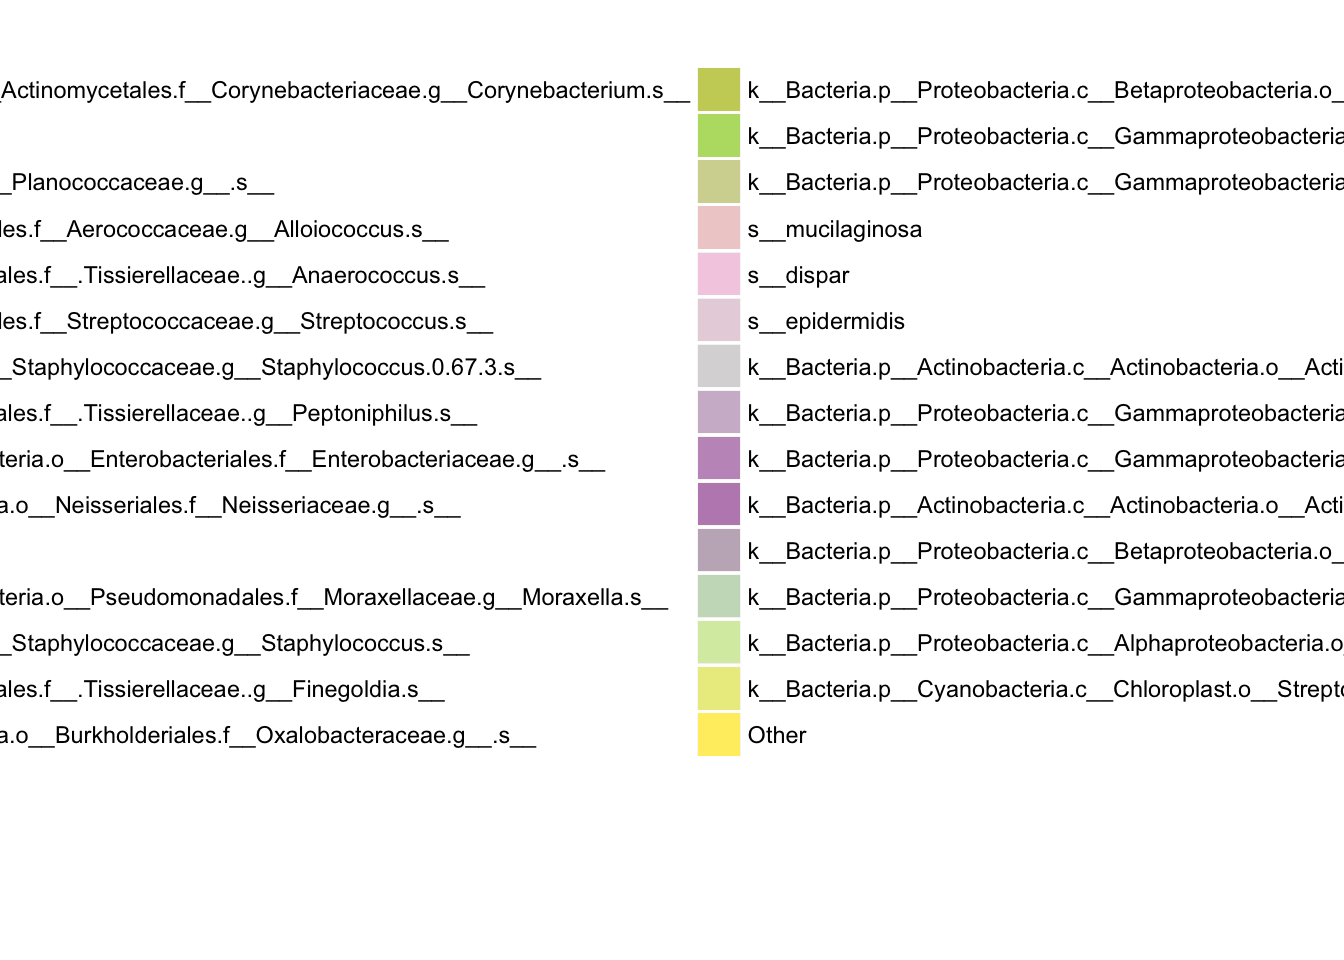 _Actinomycetales.f__Corynebacteriaceae.g__Corynebacterium.s__
_Planococcaceae.g__.s__
les.f__Aerococcaceae.g__Alloiococcus.s__
ales.f__.Tissierellaceae..g__Anaerococcus.s__
les.f__Streptococcaceae.g__Streptococcus.s__
_Staphylococcaceae.g__Staphylococcus.0.67.3.s__
ales.f__.Tissierellaceae..g__Peptoniphilus.s__
teria.o__Enterobacteriales.f__Enterobacteriaceae.g__.s__
a.o__Neisseriales.f__Neisseriaceae.g__.s__
teria.o__Pseudomonadales.f__Moraxellaceae.g__Moraxella.s__
_Staphylococcaceae.g__Staphylococcus.s__
ales.f__.Tissierellaceae..g__Finegoldia.s__
a.o__Burkholderiales.f__Oxalobacteraceae.g__.s__
k__Bacteria.p__Proteobacteria.c__Betaproteobacteria.o_
k__Bacteria.p__Proteobacteria.c__Gammaproteobacteria
k__Bacteria.p__Proteobacteria.c__Gammaproteobacteria
s__mucilaginosa
s__dispar
s__epidermidis
k__Bacteria.p__Actinobacteria.c__Actinobacteria.o__Acti
k__Bacteria.p__Proteobacteria.c__Gammaproteobacteria
k__Bacteria.p__Proteobacteria.c__Gammaproteobacteria
k__Bacteria.p__Actinobacteria.c__Actinobacteria.o__Acti
k__Bacteria.p__Proteobacteria.c__Betaproteobacteria.o_
k__Bacteria.p__Proteobacteria.c__Gammaproteobacteria
k__Bacteria.p__Proteobacteria.c__Alphaproteobacteria.o_
k__Bacteria.p__Cyanobacteria.c__Chloroplast.o__Strepto
Other